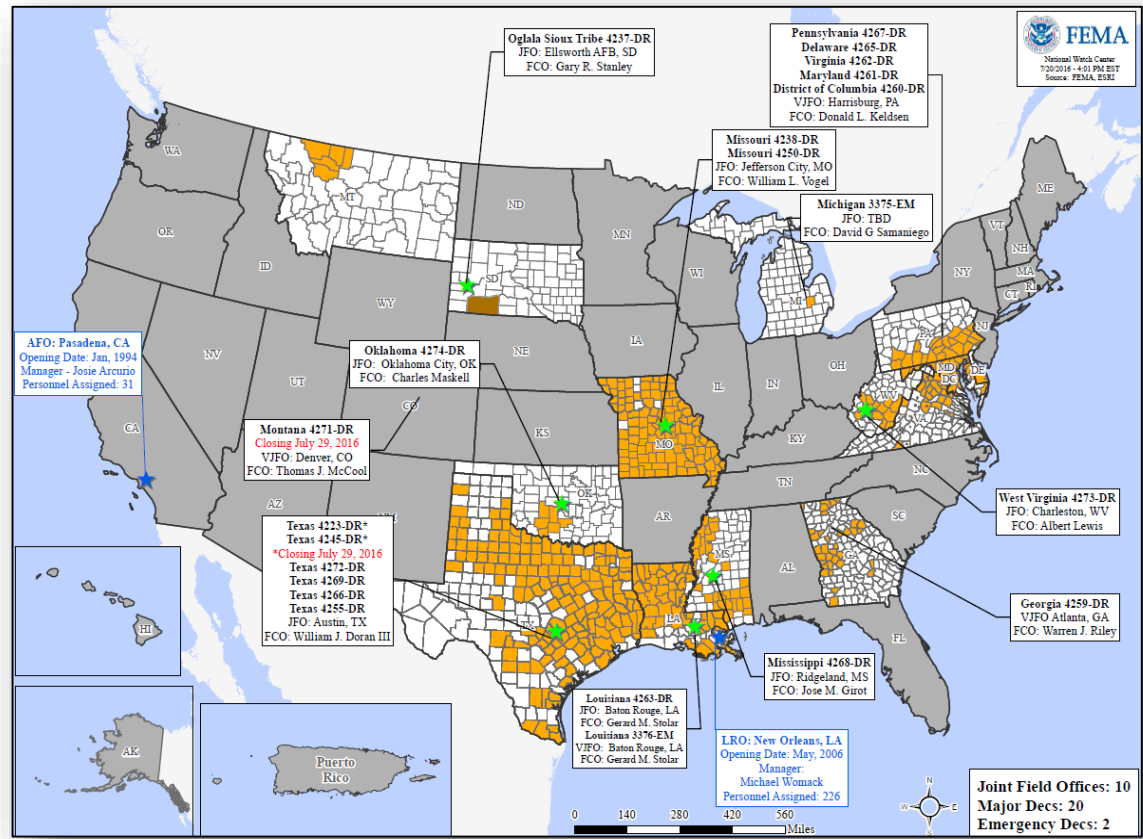 FEMA
National Watch Center
7/20/2016 - 4:01 PM EST
Source: FEMA, ESRI
Oglala Sioux Tribe 4237-DR
JFO: Ellsworth AFB, SD
FCO: Gary R. Stanley
Pennsylvania 4267-DR
Delaware 4265-DR
Virginia 4262-DR
Maryland 4261-DR
District of Columbia 4260-DR
VJFO: Harrisburg, PA
FCO: Donald L. Keldsen
Missouri 4238-DR
Missouri 4250-DR
JFO: Jefferson City, MO
FCO: William L. Vogel
Michigan 3375-EM
JFO: TBD
FCO: David G Samaniego
AFO: Pasadena, CA
Opening Date: Jan, 1994
Manager - Josie Arcurio
Personnel Assigned: 31
Oklahoma 4274-DR
JFO: Oklahoma City, OK
FCO: Charles Maskell
Montana 4271-DR
Closing July 29, 2016
VJFO: Denver, CO
FCO: Thomas J. McCool
Texas 4223-DR*
Texas 4245-DR*
*Closing July 29, 2016
Texas 4272-DR
Texas 4269-DR
Texas 4266-DR
Texas 4255-DR
JFO: Austin, TX
FCO: William J. Doran III
West Virginia 4273-DR
JFO: Charleston, WV
FCO: Albert Lewis
Georgia 4259-DR
VJFO Atlanta, GA
FCO: Warren J. Riley
Mississippi 4268-DR
JFO: Ridgeland, MS
FCO: Jose M. Girot
Louisiana 4263-DR
JFO: Baton Rouge, LA
FCO: Gerard M. Stolar
Louisiana 3376-EM
VJFO: Baton Rouge, LA
FCO: Gerard M. Stolar
LRO: New Orleans, LA
Opening Date: May, 2006
Manager:
Michael Womack
Personnel Assigned: 226
WA
MT
ND
MN
ME
OR
ID
SD
WI
VT
NH
NY
MA
CT
RI
WY
MI
IA
NE
PA
NJ
NV
UT
CO
IL
IN
OH
MD
DE
DC
WV
VA
CA
KS
MO
KY
NC
AZ
OK
TN
AR
SC
MS
AL
GA
TX
LA
FL
HI
AK
Puerto
Rico
N
W
E
S
0 140 280 420 560
Miles
Joint Field Offices: 10
Major Decs: 20
Emergency Decs: 2